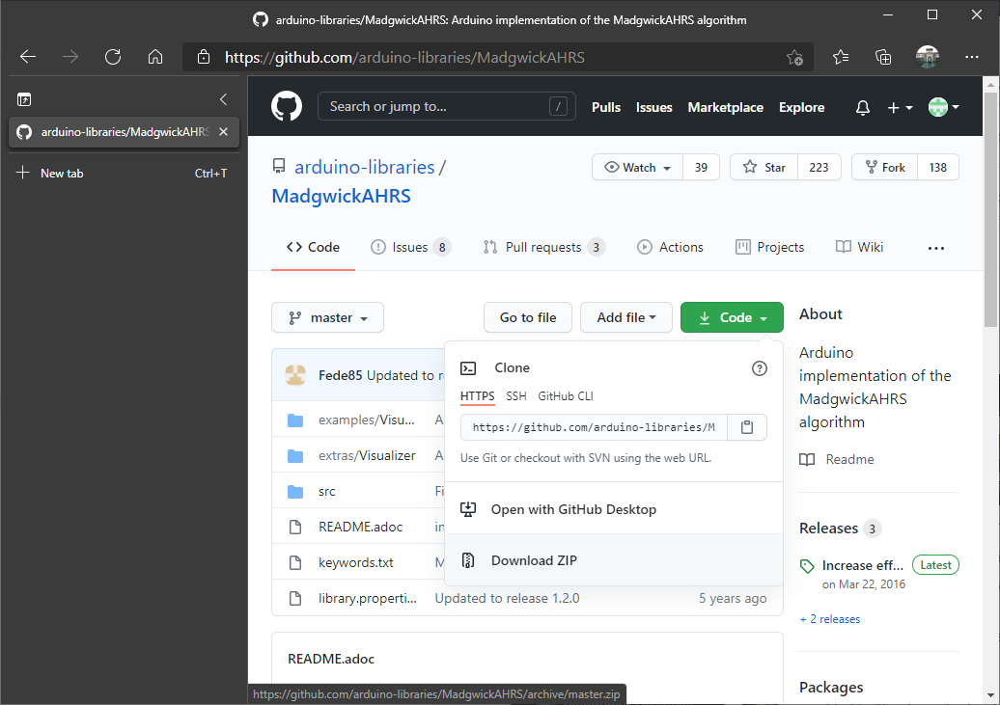 arduino-libraries/MadgwickAHRS: Arduino implementation of the MadgwickAHRS algorithm
https://github.com/arduino-libraries/MadgwickAHRS
arduino-libraries/MadgwickAHRS
New tab Ctrl+T
Search or jump to... / Pulls Issues Marketplace Explore
arduino-libraries / Watch 39 Star 223 Fork 138
MadgwickAHRS
Code Issues 8 Pull requests 3 Actions Projects Wiki ...
master Go to file Add file Code
Fede85 Updated to r
examples/Visu... A
extras/Visualizer A
src Fi
README.adoc in
keywords.txt M
library.properti... Updated to release 1.2.0 5 years ago
Clone
HTTPS SSH GitHub CLI
https://github.com/arduino-libraries/M
Use Git or checkout with SVN using the web URL.
Open with GitHub Desktop
Download ZIP
README.adoc
About
Arduino
implementation of the
MadgwickAHRS
algorithm
Readme
Releases 3
Increase eff... Latest
on Mar 22, 2016
+ 2 releases
Packages
https://github.com/arduino-libraries/MadgwickAHRS/archive/master.zip